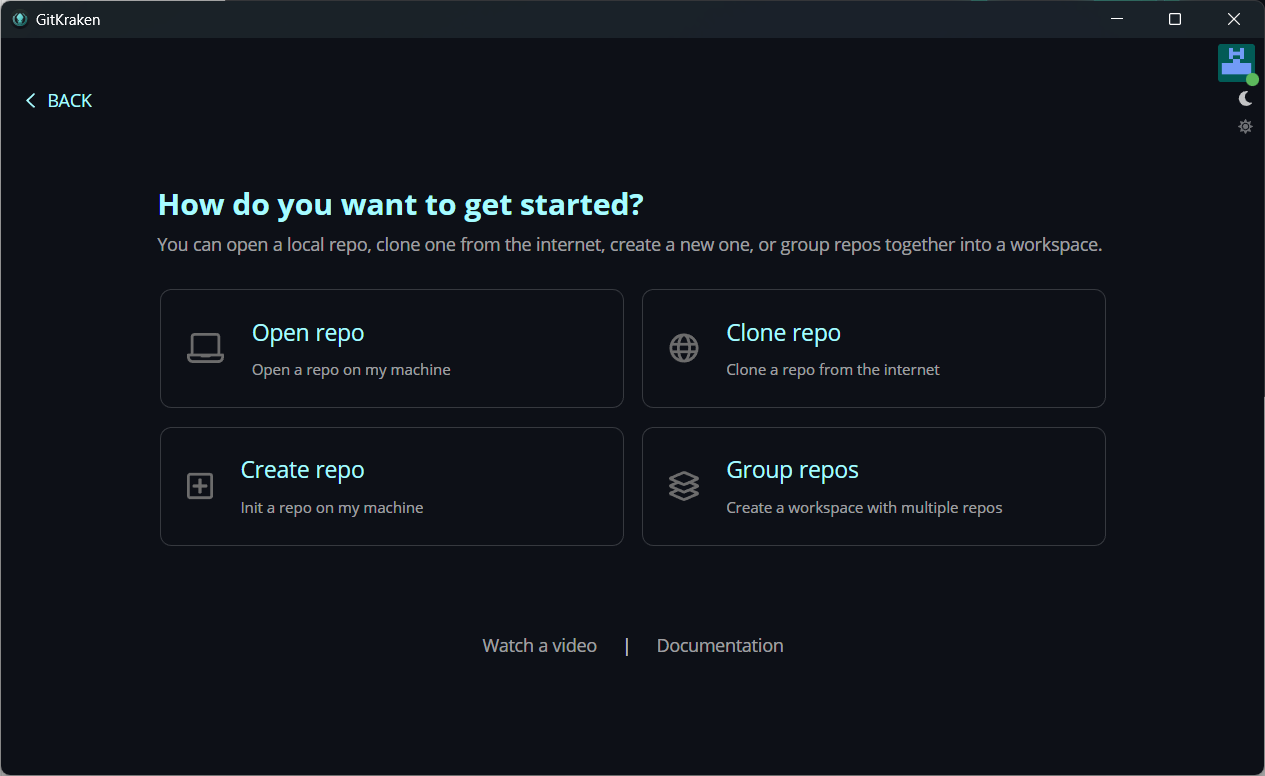 GitKraken
BACK
How do you want to get started?
You can open a local repo, clone one from the internet, create a new one, or group repos together into a workspace.
Open repo
Open a repo on my machine
Clone repo
Clone a repo from the internet
Create repo
Init a repo on my machine
Group repos
Create a workspace with multiple repos
Watch a video | Documentation